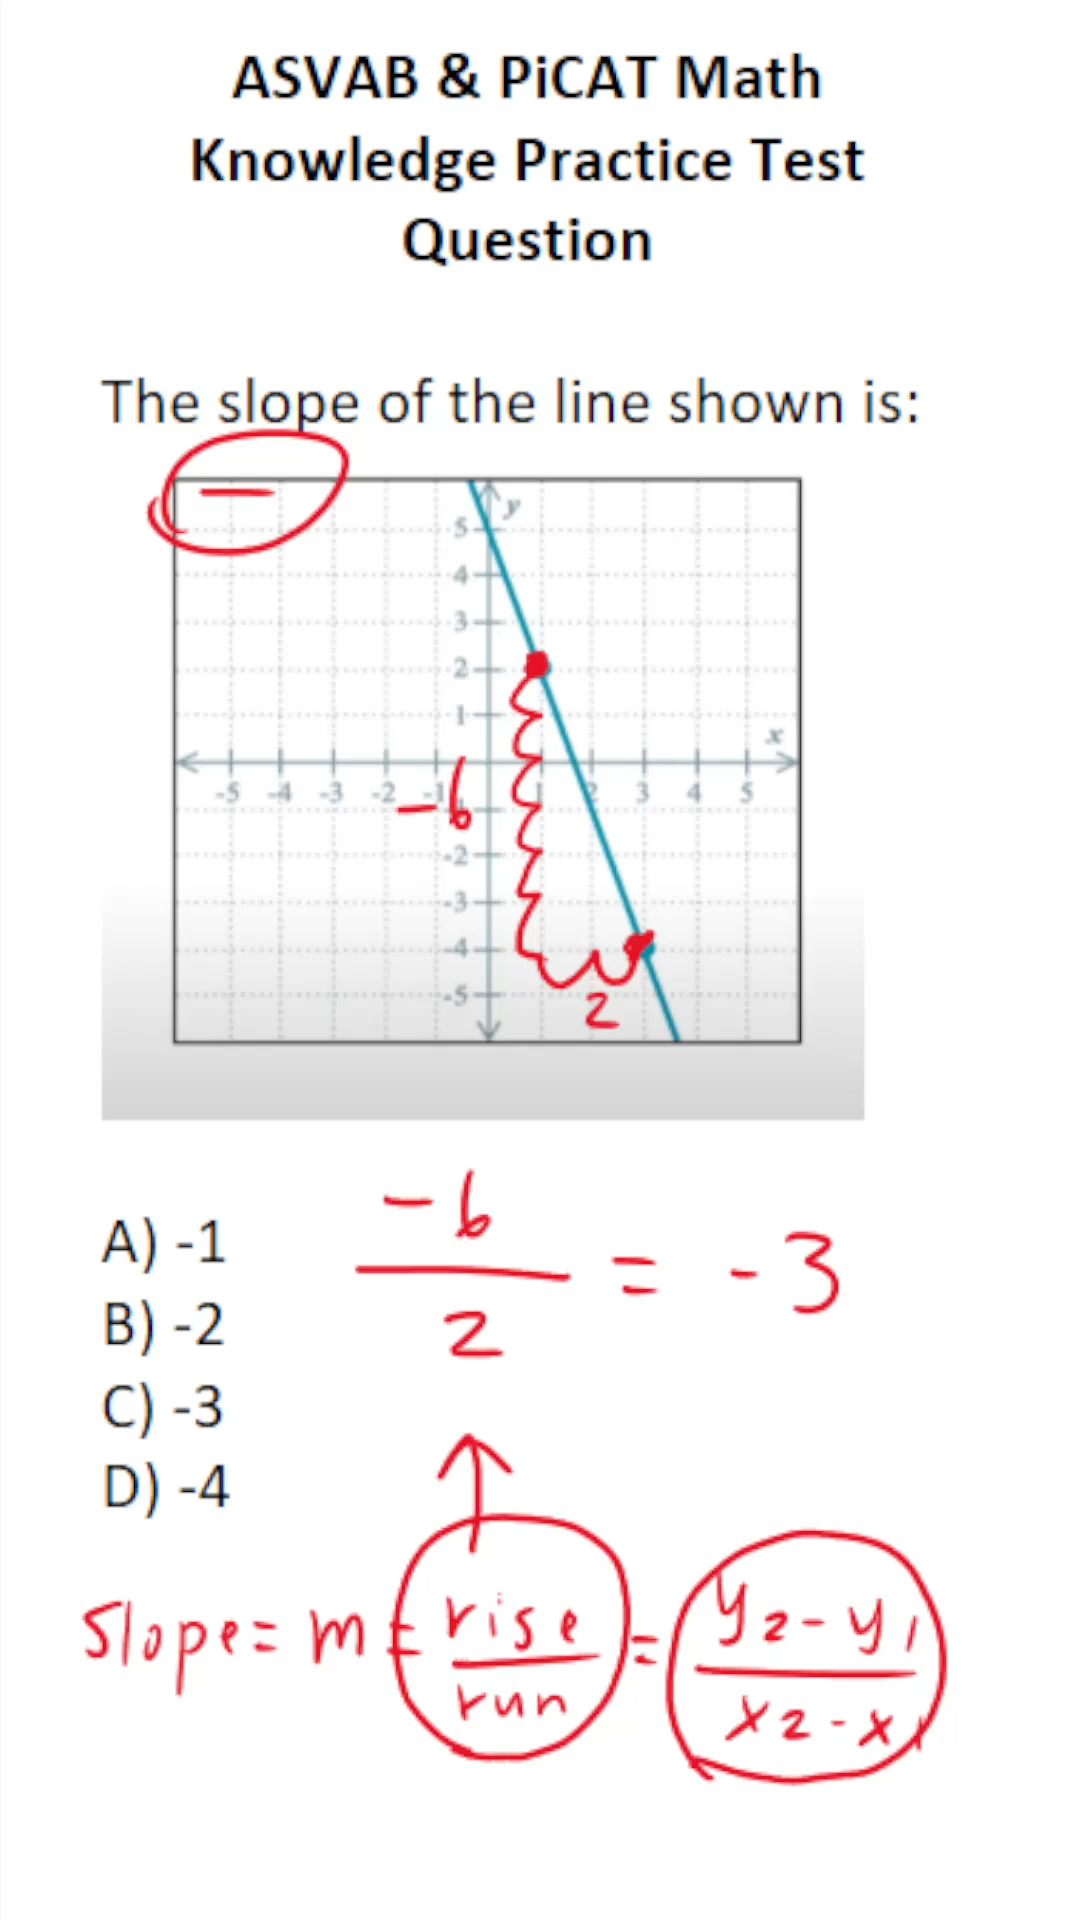 ASVAB & PiCAT Math
Knowledge Practice Test
Question
The slope of the line shown is:
—
y
5
4
3
2
1
x
-5 -4 -3 -2 -1 1 2 3 4 5
-6
-2
-3
-4
-5
2
A) -1
B) -2
C) -3
D) -4
-6
2
= -3
Slope = m = rise = y2 - y1
run x2 - x1